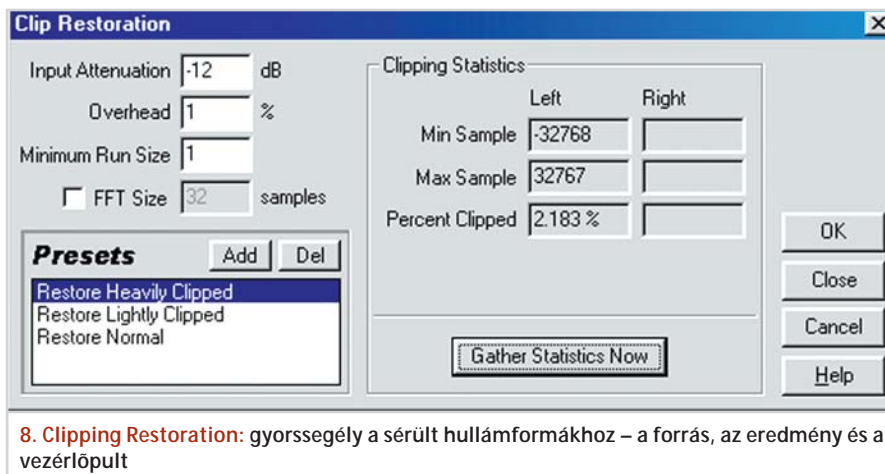 Clip Restoration
Input Attenuation -12 dB
Overhead 1 %
Minimum Run Size 1
FFT Size 32 samples
Presets Add Del
Restore Heavily Clipped
Restore Lightly Clipped
Restore Normal
Clipping Statistics
Left Right
Min Sample -32768
Max Sample 32767
Percent Clipped 2.183 %
Gather Statistics Now
OK
Close
Cancel
Help
8. Clipping Restoration: gyorssegély a sérült hullámformákhoz – a forrás, az eredmény és a
vezérlõpult